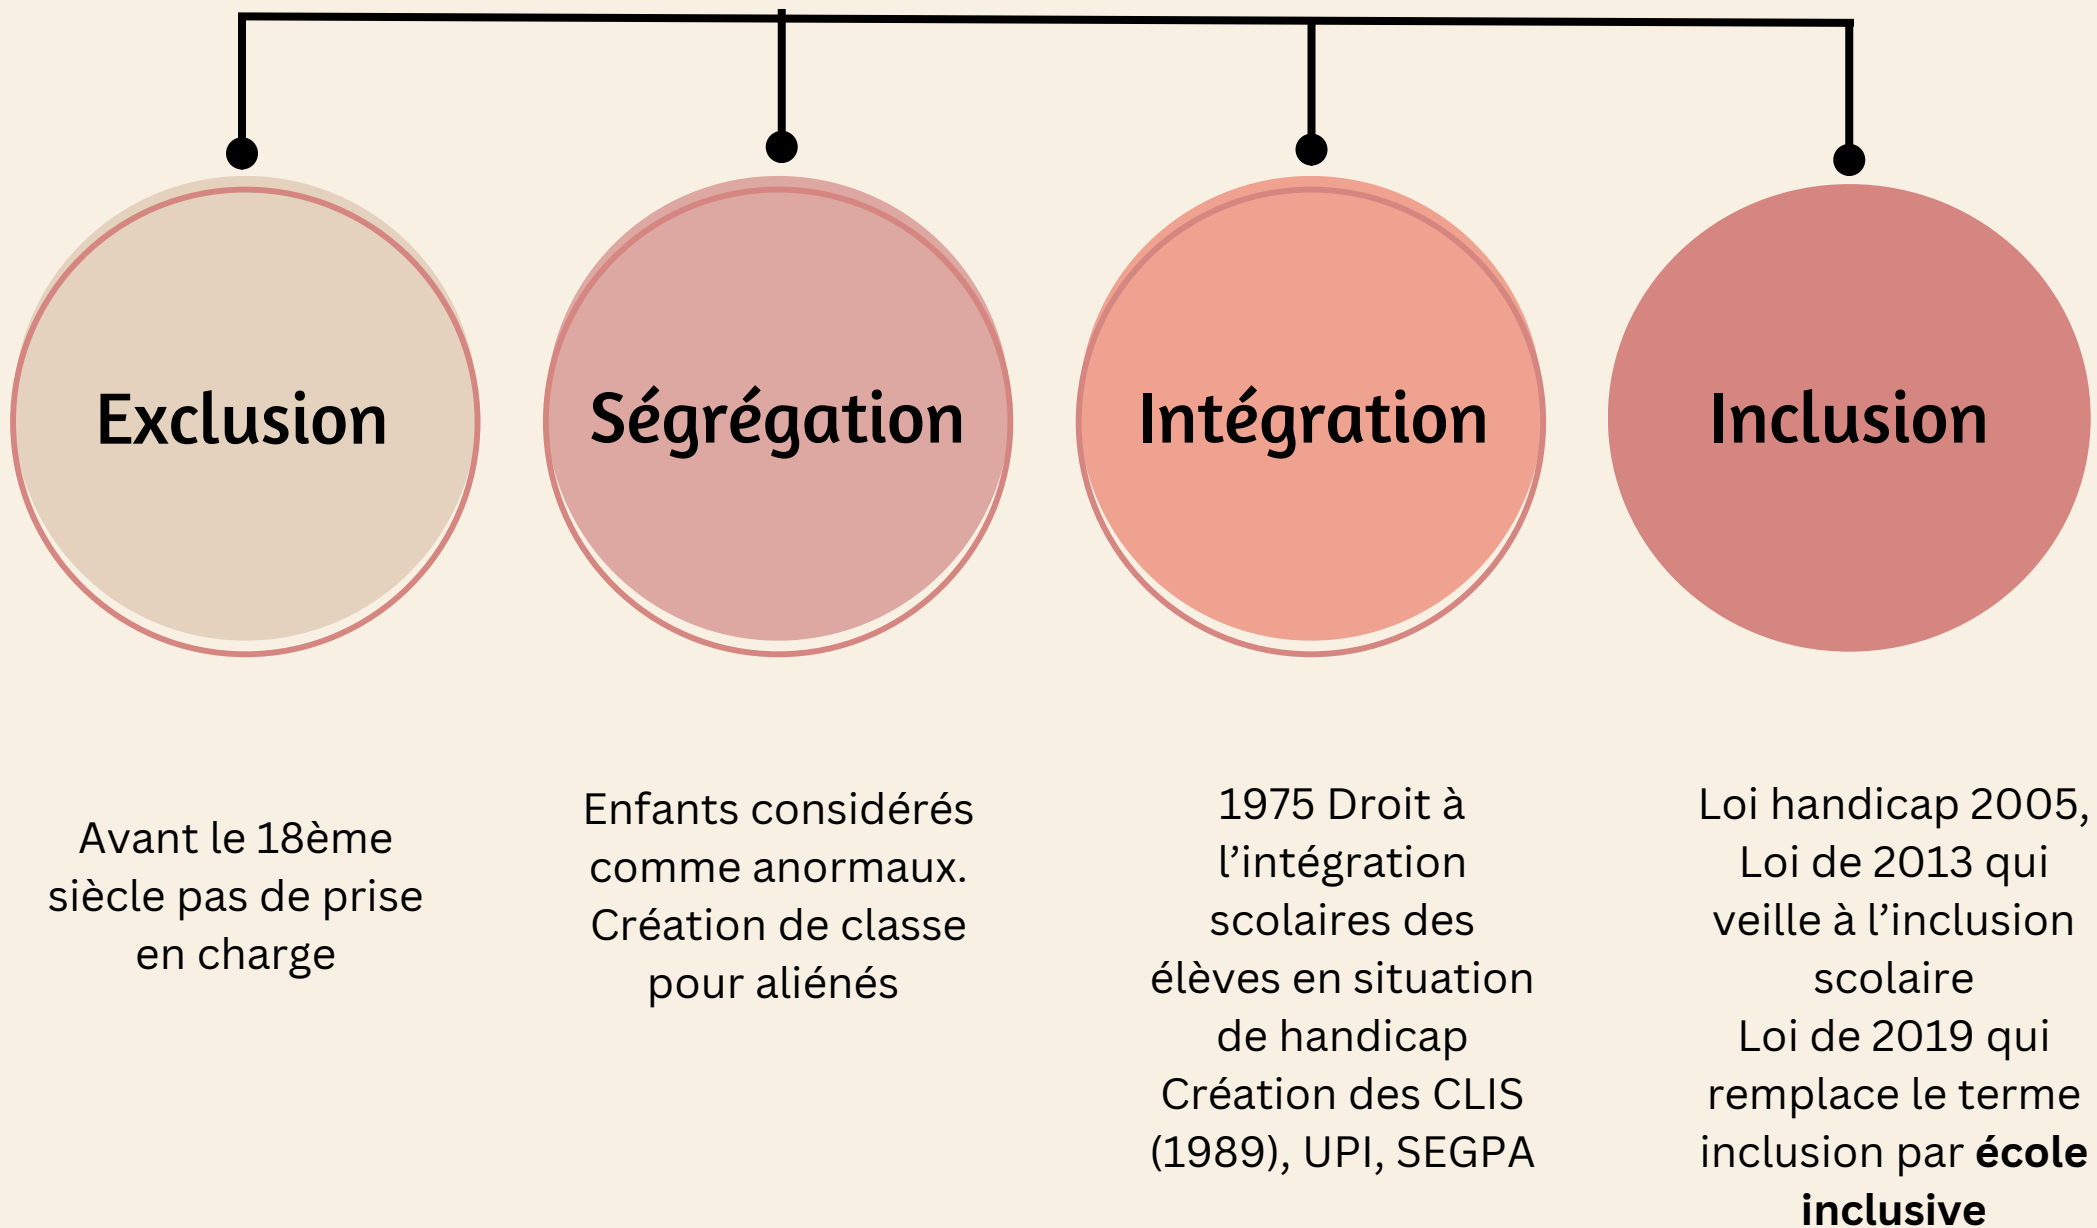 Exclusion
Ségrégation
Intégration
Inclusion
Avant le 18ème
siècle pas de prise
en charge
Enfants considérés
comme anormaux.
Création de classe
pour aliénés
1975 Droit à
l’intégration
scolaires des
élèves en situation
de handicap
Création des CLIS
(1989), UPI, SEGPA
Loi handicap 2005,
Loi de 2013 qui
veille à l’inclusion
scolaire
Loi de 2019 qui
remplace le terme
inclusion par école
inclusive